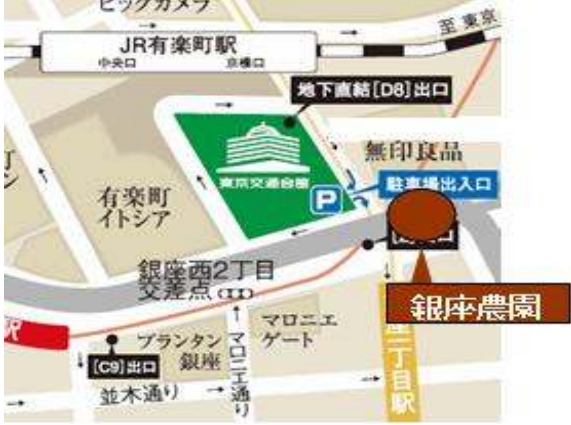 ビックカメラ
至 東京
JR有楽町駅
中央口
京橋口
地下直結[D8]出口
無印良品
東京交通会館
P
駐車場出入口
有楽町
イトシア
銀座西2丁目
交差点
銀座農園
マロニエ
ゲート
プランタン
銀座
マロニエ通り
[C9]出口
並木通り
座一丁目駅
駅